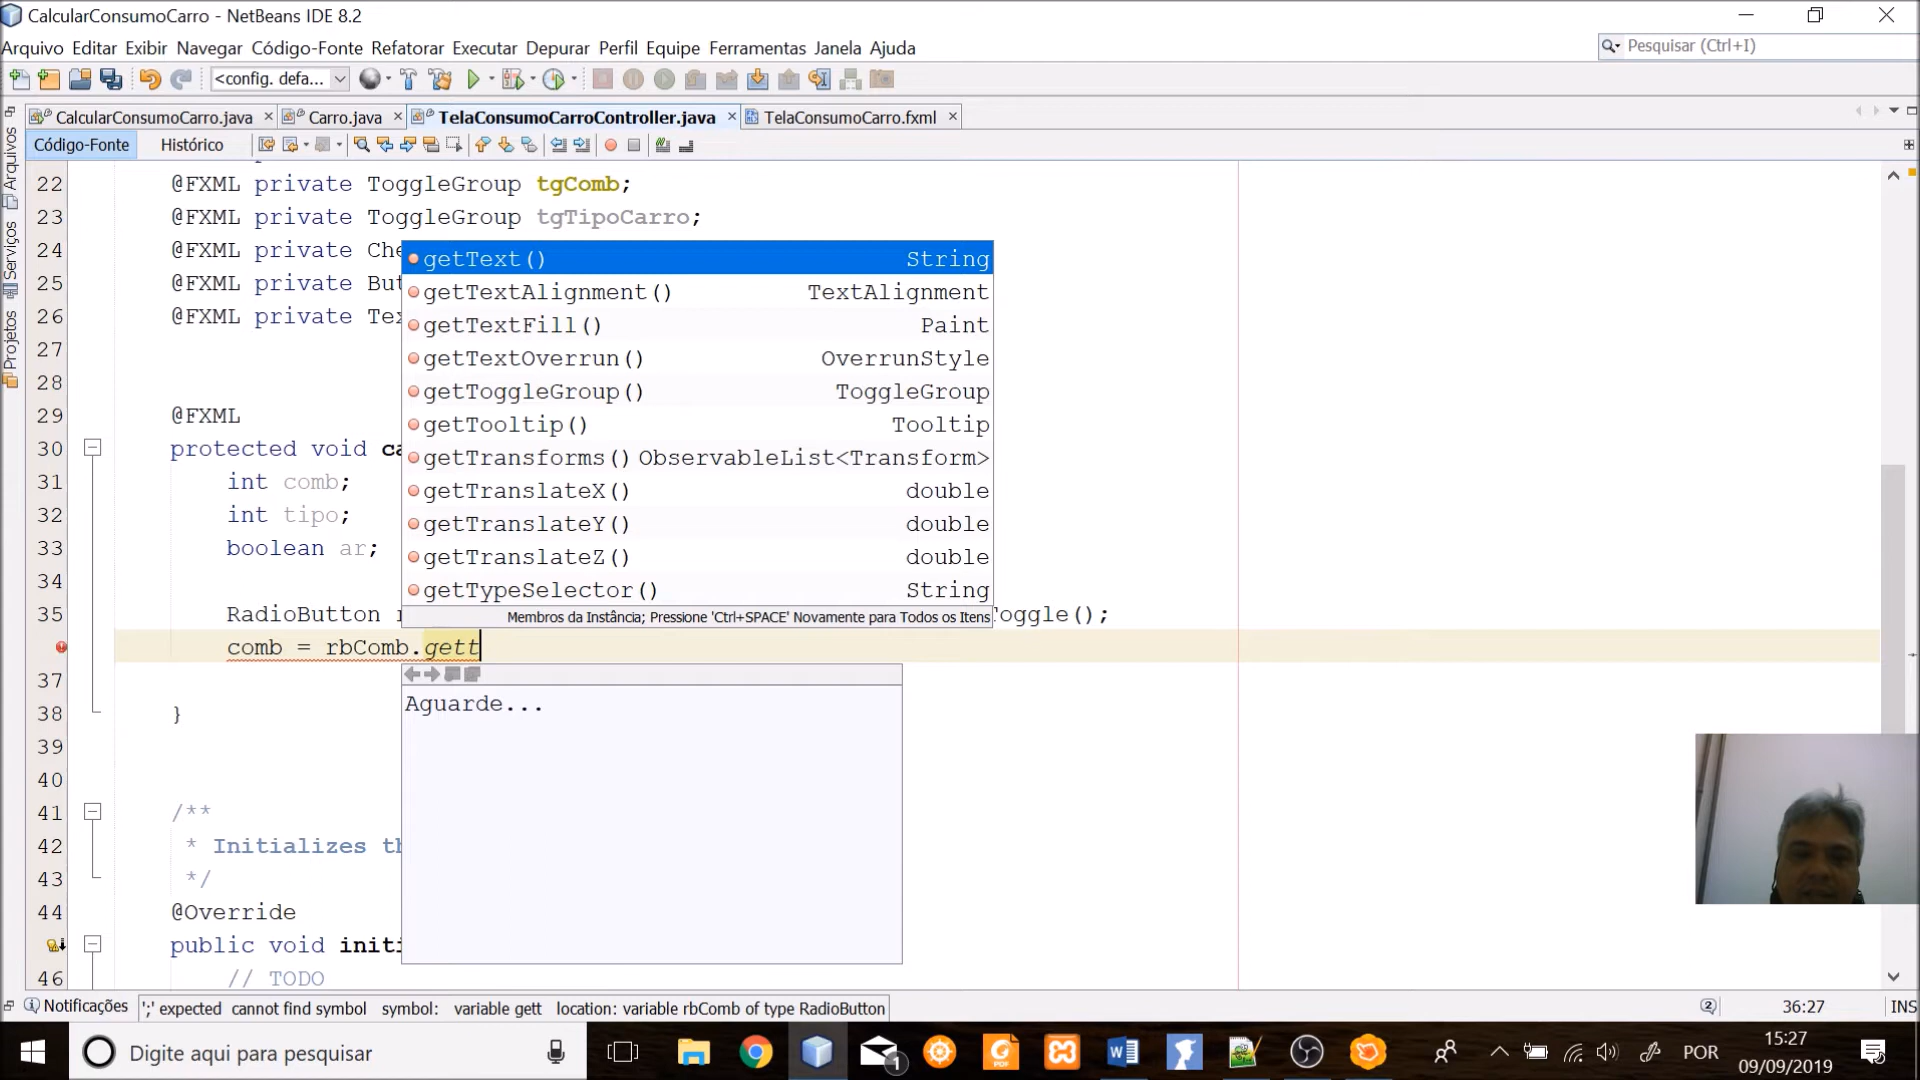 CalcularConsumoCarro - NetBeans IDE 8.2
Arquivo Editar Exibir Navegar Código-Fonte Refatorar Executar Depurar Perfil Equipe Ferramentas Janela Ajuda
Pesquisar (Ctrl+I)
<config. defa...
CalcularConsumoCarro.java
Carro.java
TelaConsumoCarroController.java
TelaConsumoCarro.fxml
Código-Fonte
Histórico
Arquivos
Serviços
Projetos
22 @FXML private ToggleGroup tgComb;
23 @FXML private ToggleGroup tgTipoCarro;
24 @FXML private Che
25 @FXML private But
26 @FXML private Tex
27
28
29 @FXML
30 protected void ca
31 int comb;
32 int tipo;
33 boolean ar;
34
35 RadioButton r Toggle();
comb = rbComb.gett
37
38 }
39
40
41 /**
42 * Initializes th
43 */
44 @Override
public void initi
46 // TODO
getText() String
getTextAlignment() TextAlignment
getTextFill() Paint
getTextOverrun() OverrunStyle
getToggleGroup() ToggleGroup
getTooltip() Tooltip
getTransforms() ObservableList<Transform>
getTranslateX() double
getTranslateY() double
getTranslateZ() double
getTypeSelector() String
Membros da Instância; Pressione 'Ctrl+SPACE' Novamente para Todos os Itens
Aguarde...
Notificações
';' expected cannot find symbol symbol: variable gett location: variable rbComb of type RadioButton
2
36:27
INS
Digite aqui para pesquisar
1
POR
15:27
09/09/2019